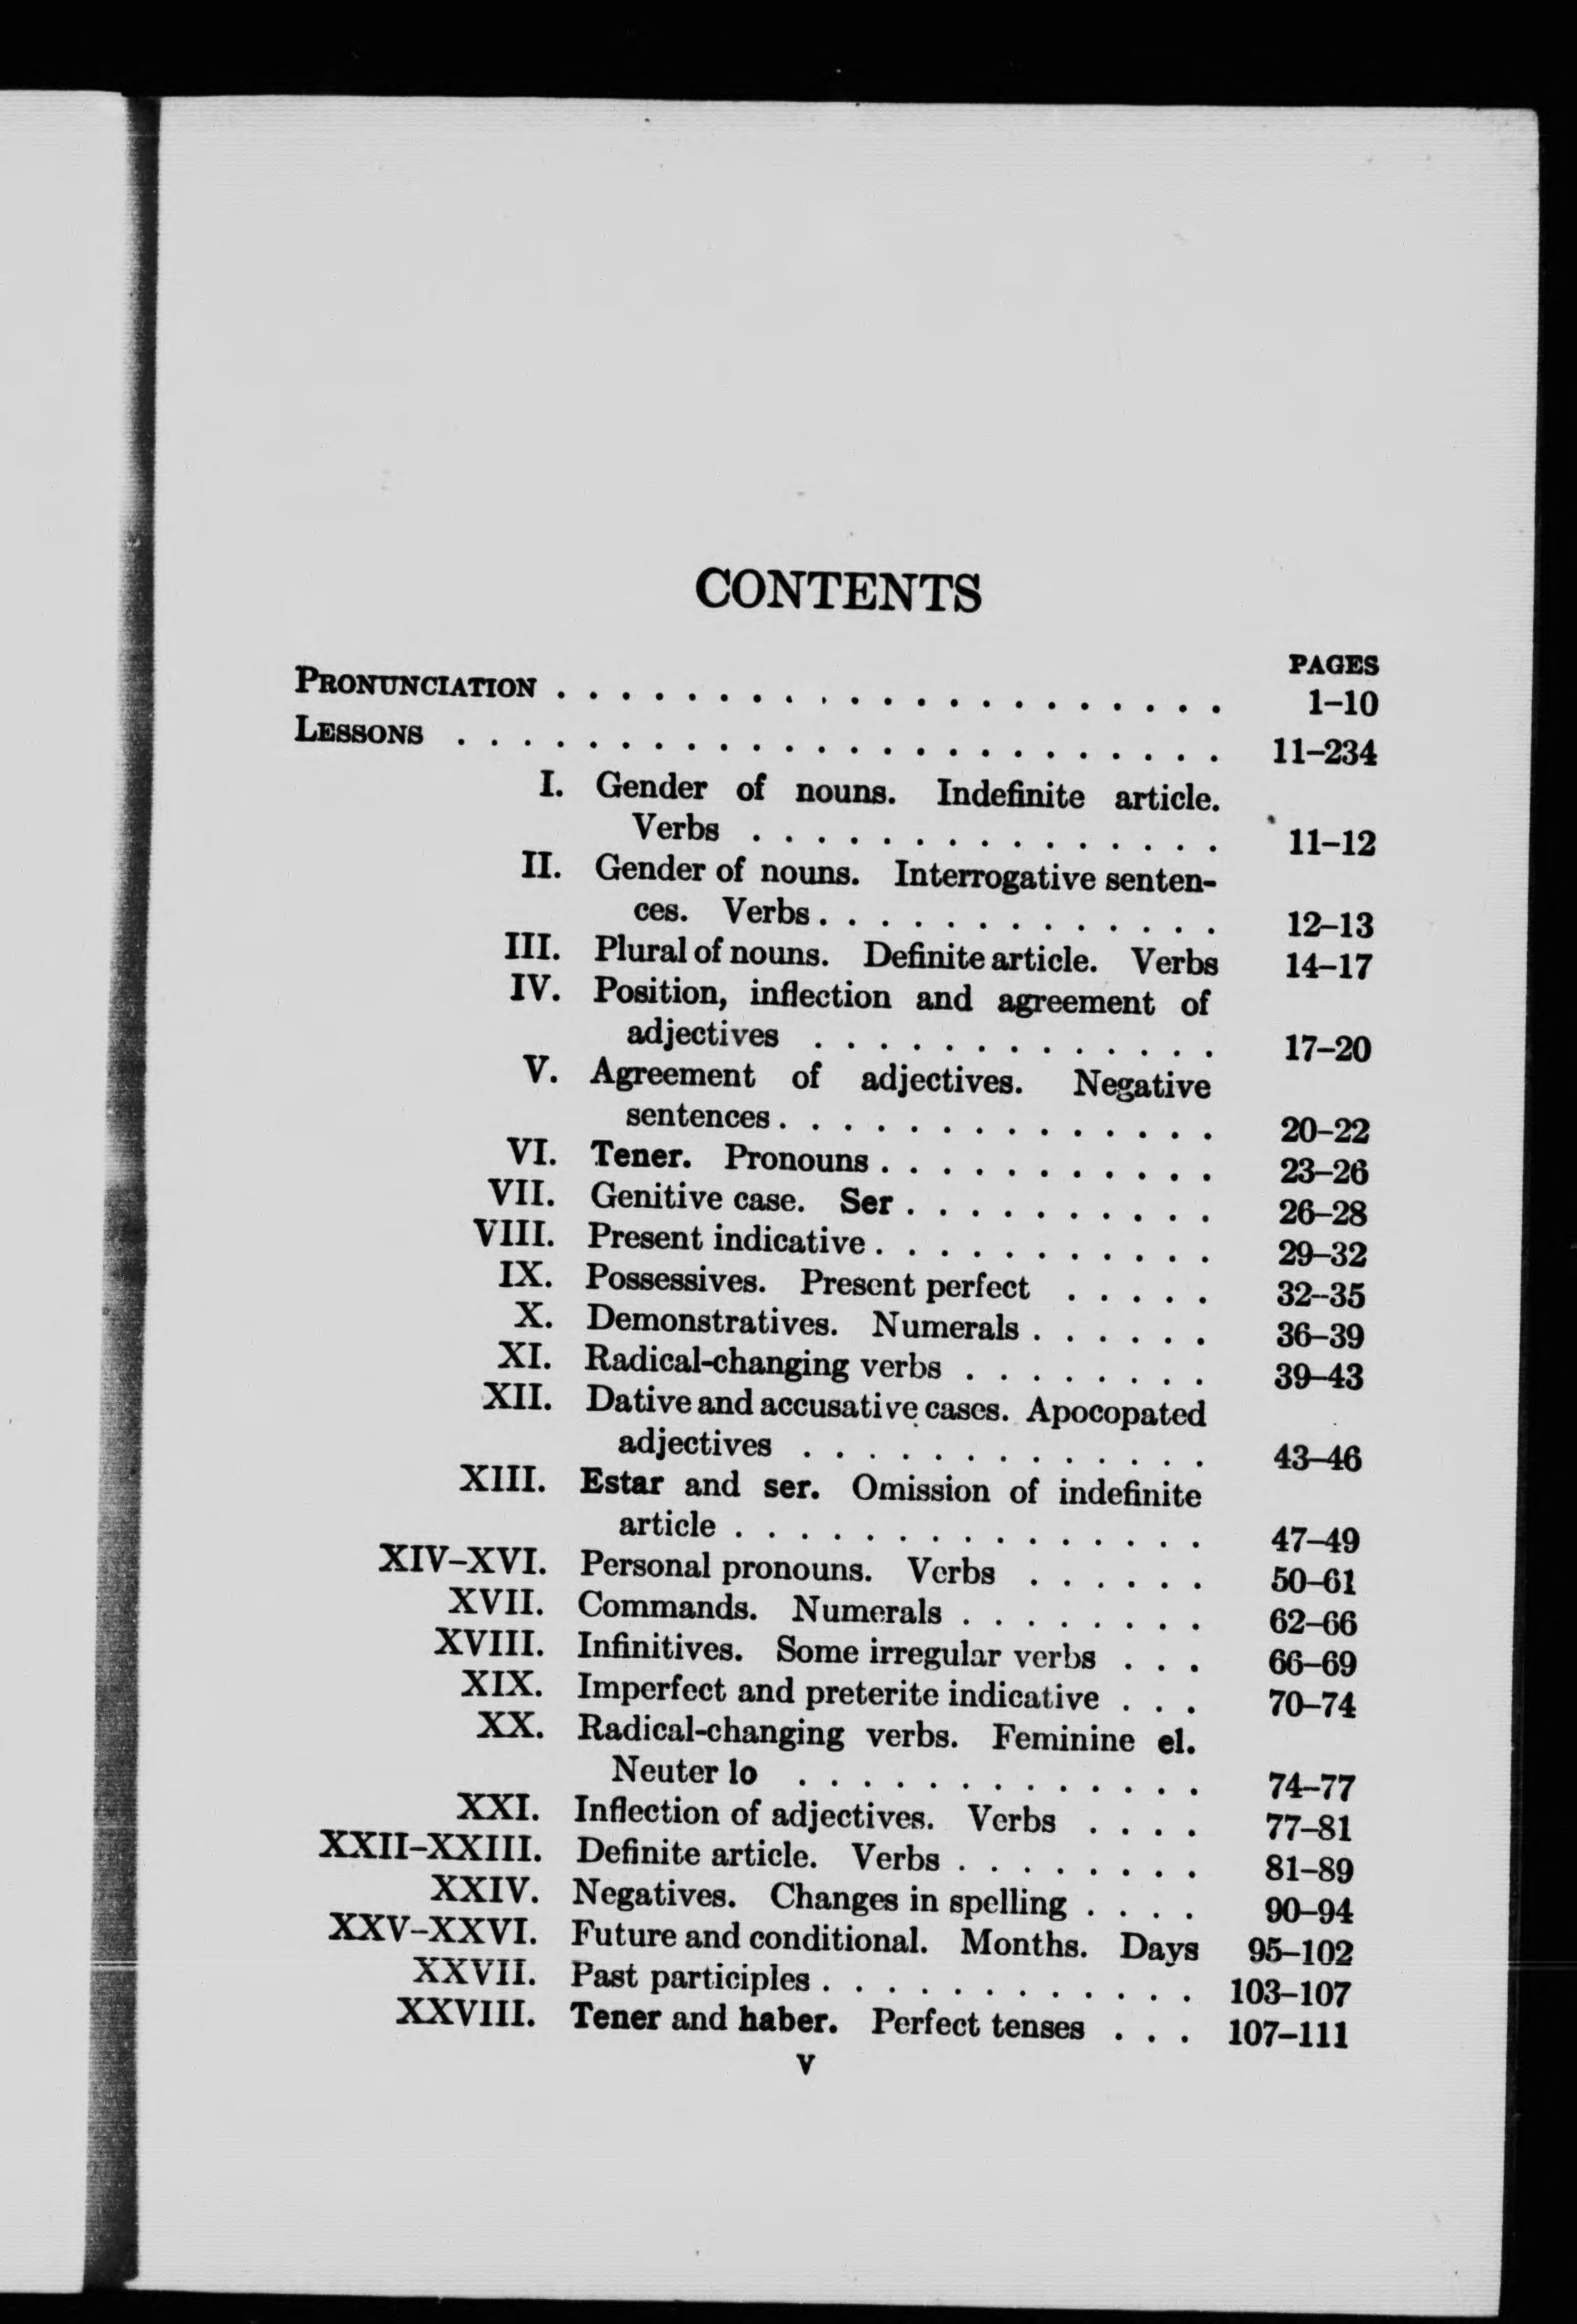 CONTENTS
PAGES
PRONUNCIATION . . . . . . . . . . . . . . . . . . . . . 1–10
LESSONS . . . . . . . . . . . . . . . . . . . . . . . . 11–234
I. Gender of nouns. Indefinite article.
Verbs . . . . . . . . . . . . . . . 11–12
II. Gender of nouns. Interrogative senten-
ces. Verbs . . . . . . . . . . . . . 12–13
III. Plural of nouns. Definite article. Verbs 14–17
IV. Position, inflection and agreement of
adjectives . . . . . . . . . . . . . 17–20
V. Agreement of adjectives. Negative
sentences . . . . . . . . . . . . . . 20–22
VI. Tener. Pronouns . . . . . . . . . . . 23–26
VII. Genitive case. Ser . . . . . . . . . . 26–28
VIII. Present indicative . . . . . . . . . . . 29–32
IX. Possessives. Present perfect . . . . . 32–35
X. Demonstratives. Numerals . . . . . . 36–39
XI. Radical-changing verbs . . . . . . . . 39–43
XII. Dative and accusative cases. Apocopated
adjectives . . . . . . . . . . . . . 43–46
XIII. Estar and ser. Omission of indefinite
article . . . . . . . . . . . . . . . 47–49
XIV–XVI. Personal pronouns. Verbs . . . . . . 50–61
XVII. Commands. Numerals . . . . . . . . 62–66
XVIII. Infinitives. Some irregular verbs . . . 66–69
XIX. Imperfect and preterite indicative . . . 70–74
XX. Radical-changing verbs. Feminine el.
Neuter lo . . . . . . . . . . . . . 74–77
XXI. Inflection of adjectives. Verbs . . . . 77–81
XXII–XXIII. Definite article. Verbs . . . . . . . . 81–89
XXIV. Negatives. Changes in spelling . . . . 90–94
XXV–XXVI. Future and conditional. Months. Days 95–102
XXVII. Past participles . . . . . . . . . . . . 103–107
XXVIII. Tener and haber. Perfect tenses . . . 107–111
v